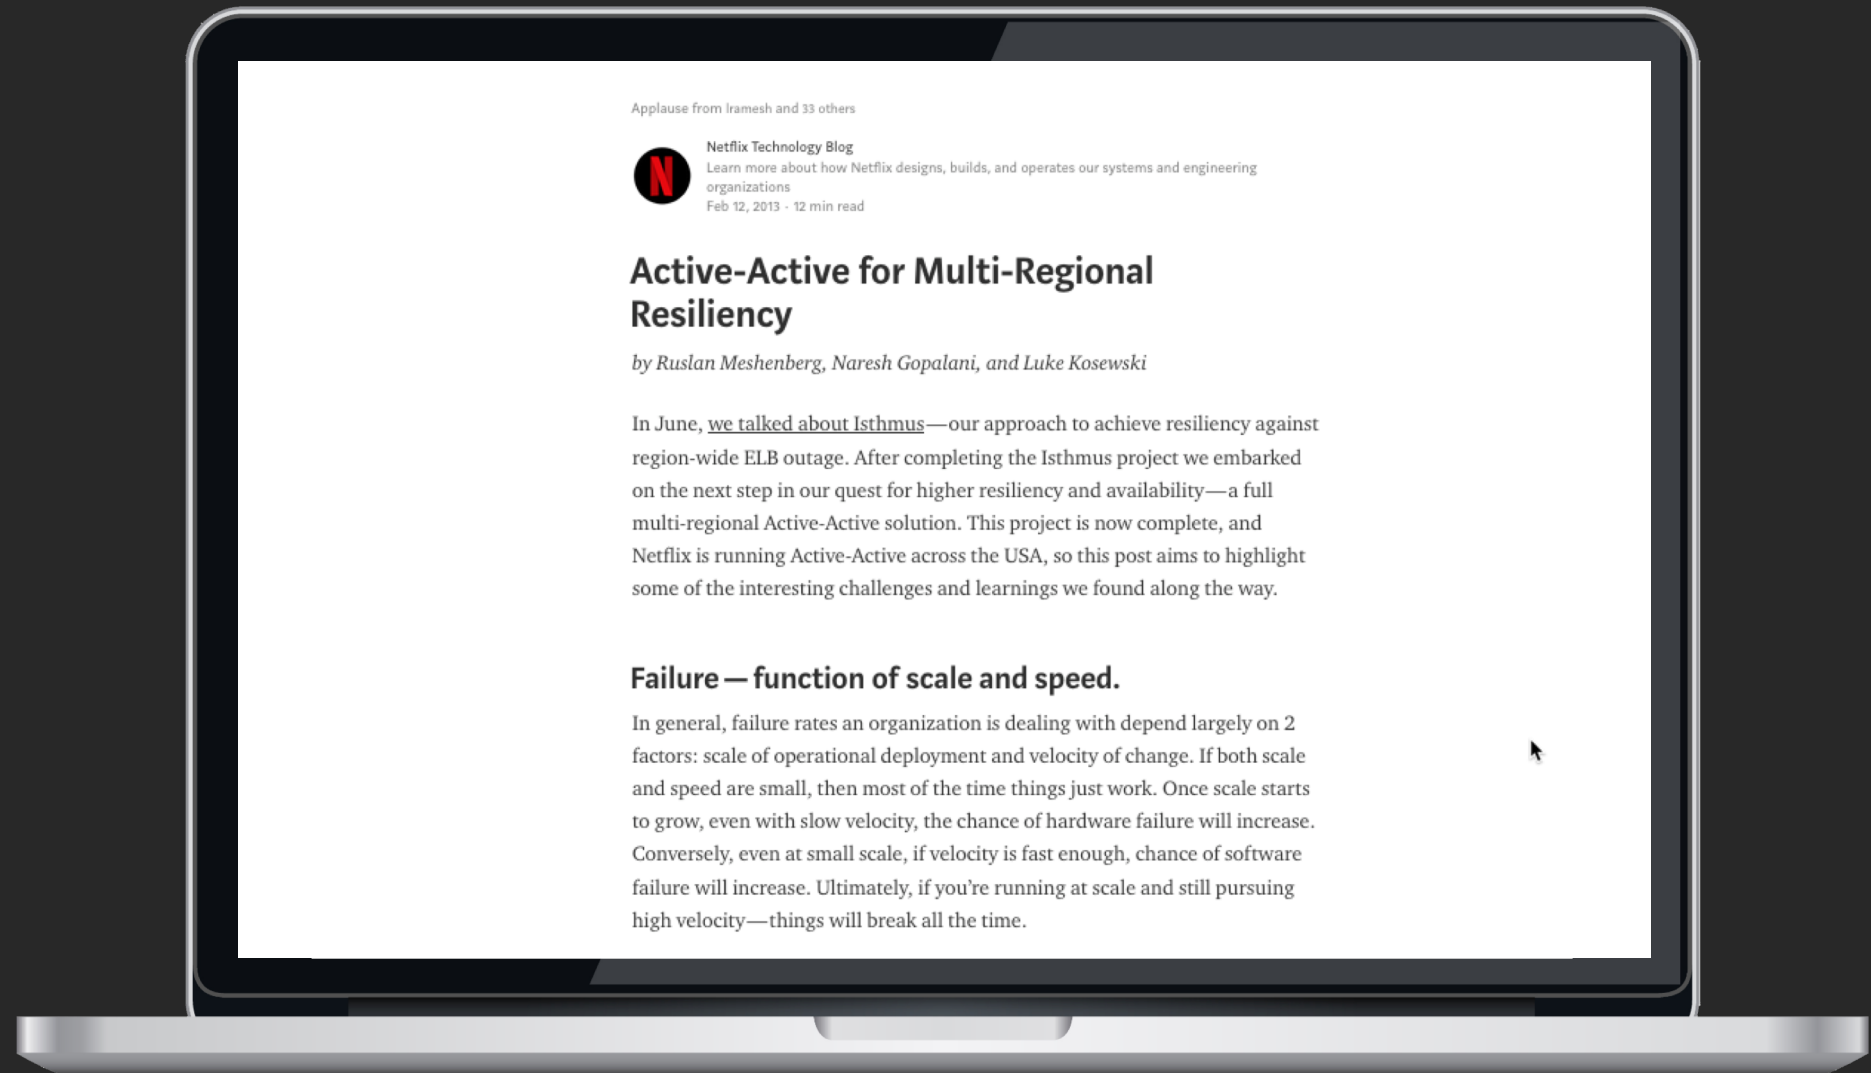 Applause from lramesh and 33 others
N
Netflix Technology Blog
Learn more about how Netflix designs, builds, and operates our systems and engineering
organizations
Feb 12, 2013 · 12 min read
Active-Active for Multi-Regional
Resiliency
by Ruslan Meshenberg, Naresh Gopalani, and Luke Kosewski
In June, we talked about Isthmus—our approach to achieve resiliency against
region-wide ELB outage. After completing the Isthmus project we embarked
on the next step in our quest for higher resiliency and availability—a full
multi-regional Active-Active solution. This project is now complete, and
Netflix is running Active-Active across the USA, so this post aims to highlight
some of the interesting challenges and learnings we found along the way.
Failure — function of scale and speed.
In general, failure rates an organization is dealing with depend largely on 2
factors: scale of operational deployment and velocity of change. If both scale
and speed are small, then most of the time things just work. Once scale starts
to grow, even with slow velocity, the chance of hardware failure will increase.
Conversely, even at small scale, if velocity is fast enough, chance of software
failure will increase. Ultimately, if you’re running at scale and still pursuing
high velocity—things will break all the time.